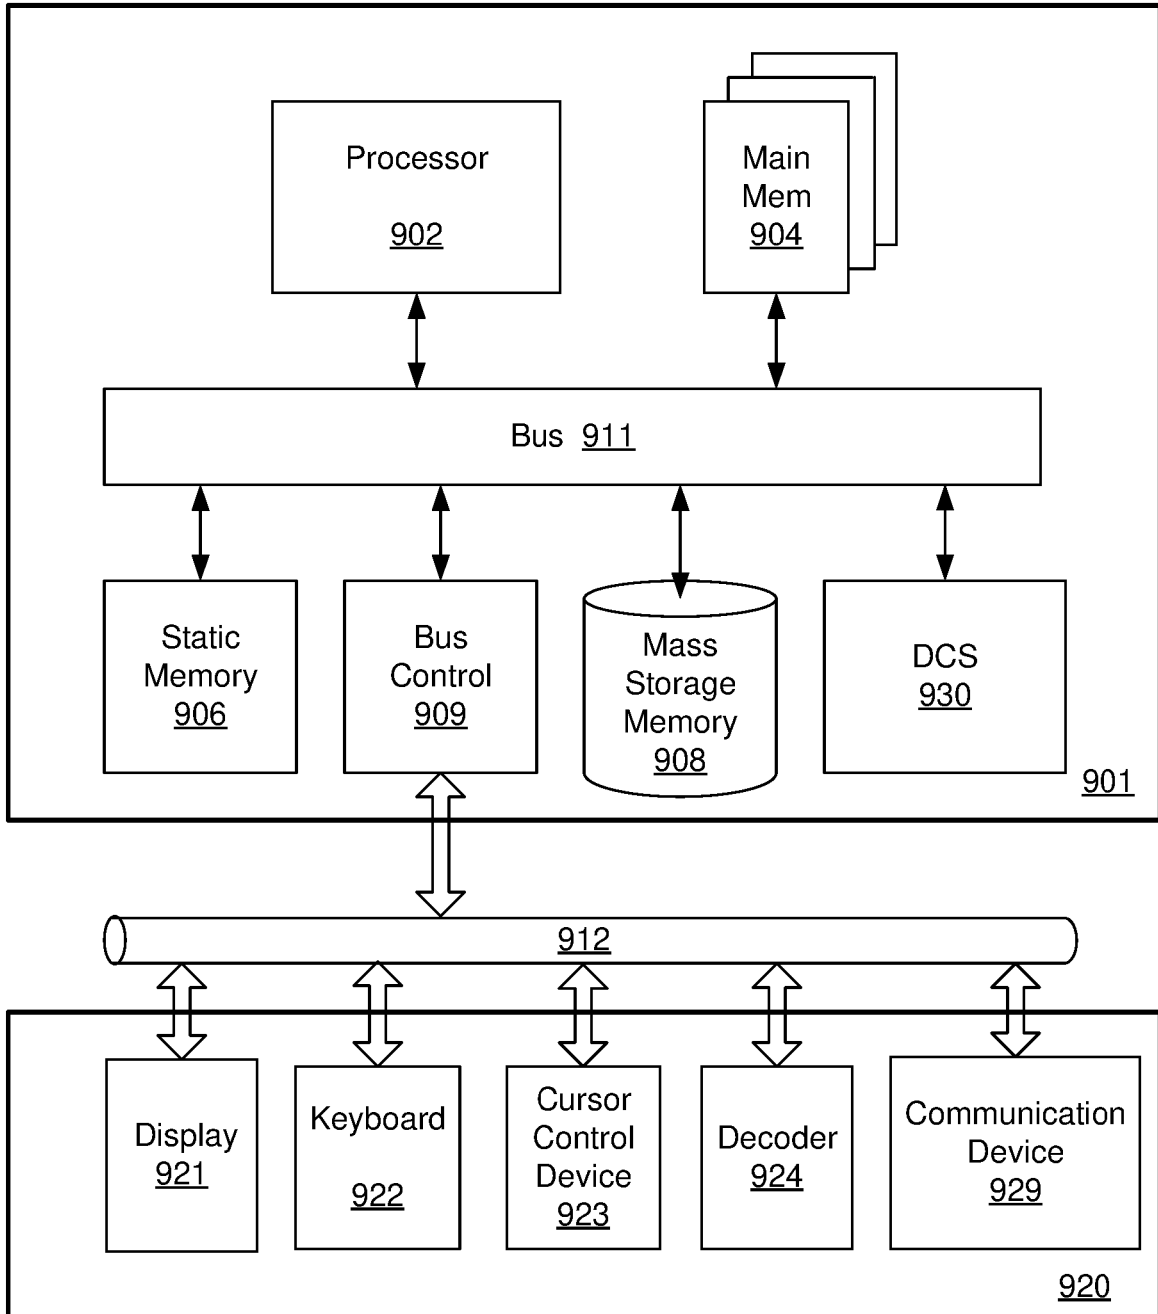 Processor
902
Main
Mem
904
Bus 911
Static
Memory
906
Bus
Control
909
Mass
Storage
Memory
908
DCS
930
901
912
Display
921
Keyboard
922
Cursor
Control
Device
923
Decoder
924
Communication
Device
929
920